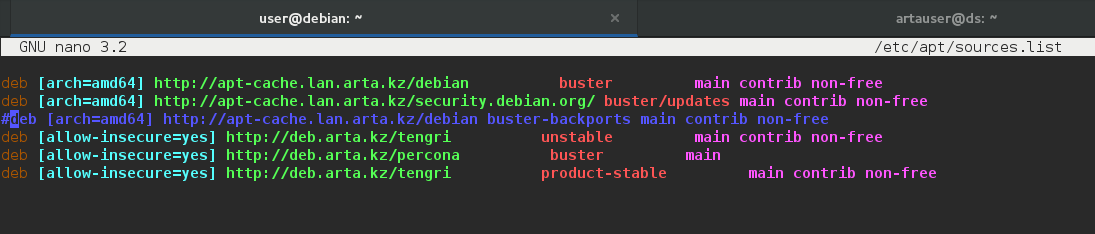 user@debian: ~ × artauser@ds: ~
GNU nano 3.2 /etc/apt/sources.list
deb [arch=amd64] http://apt-cache.lan.arta.kz/debian buster main contrib non-free
deb [arch=amd64] http://apt-cache.lan.arta.kz/security.debian.org/ buster/updates main contrib non-free
#deb [arch=amd64] http://apt-cache.lan.arta.kz/debian buster-backports main contrib non-free
deb [allow-insecure=yes] http://deb.arta.kz/tengri unstable main contrib non-free
deb [allow-insecure=yes] http://deb.arta.kz/percona buster main
deb [allow-insecure=yes] http://deb.arta.kz/tengri product-stable main contrib non-free